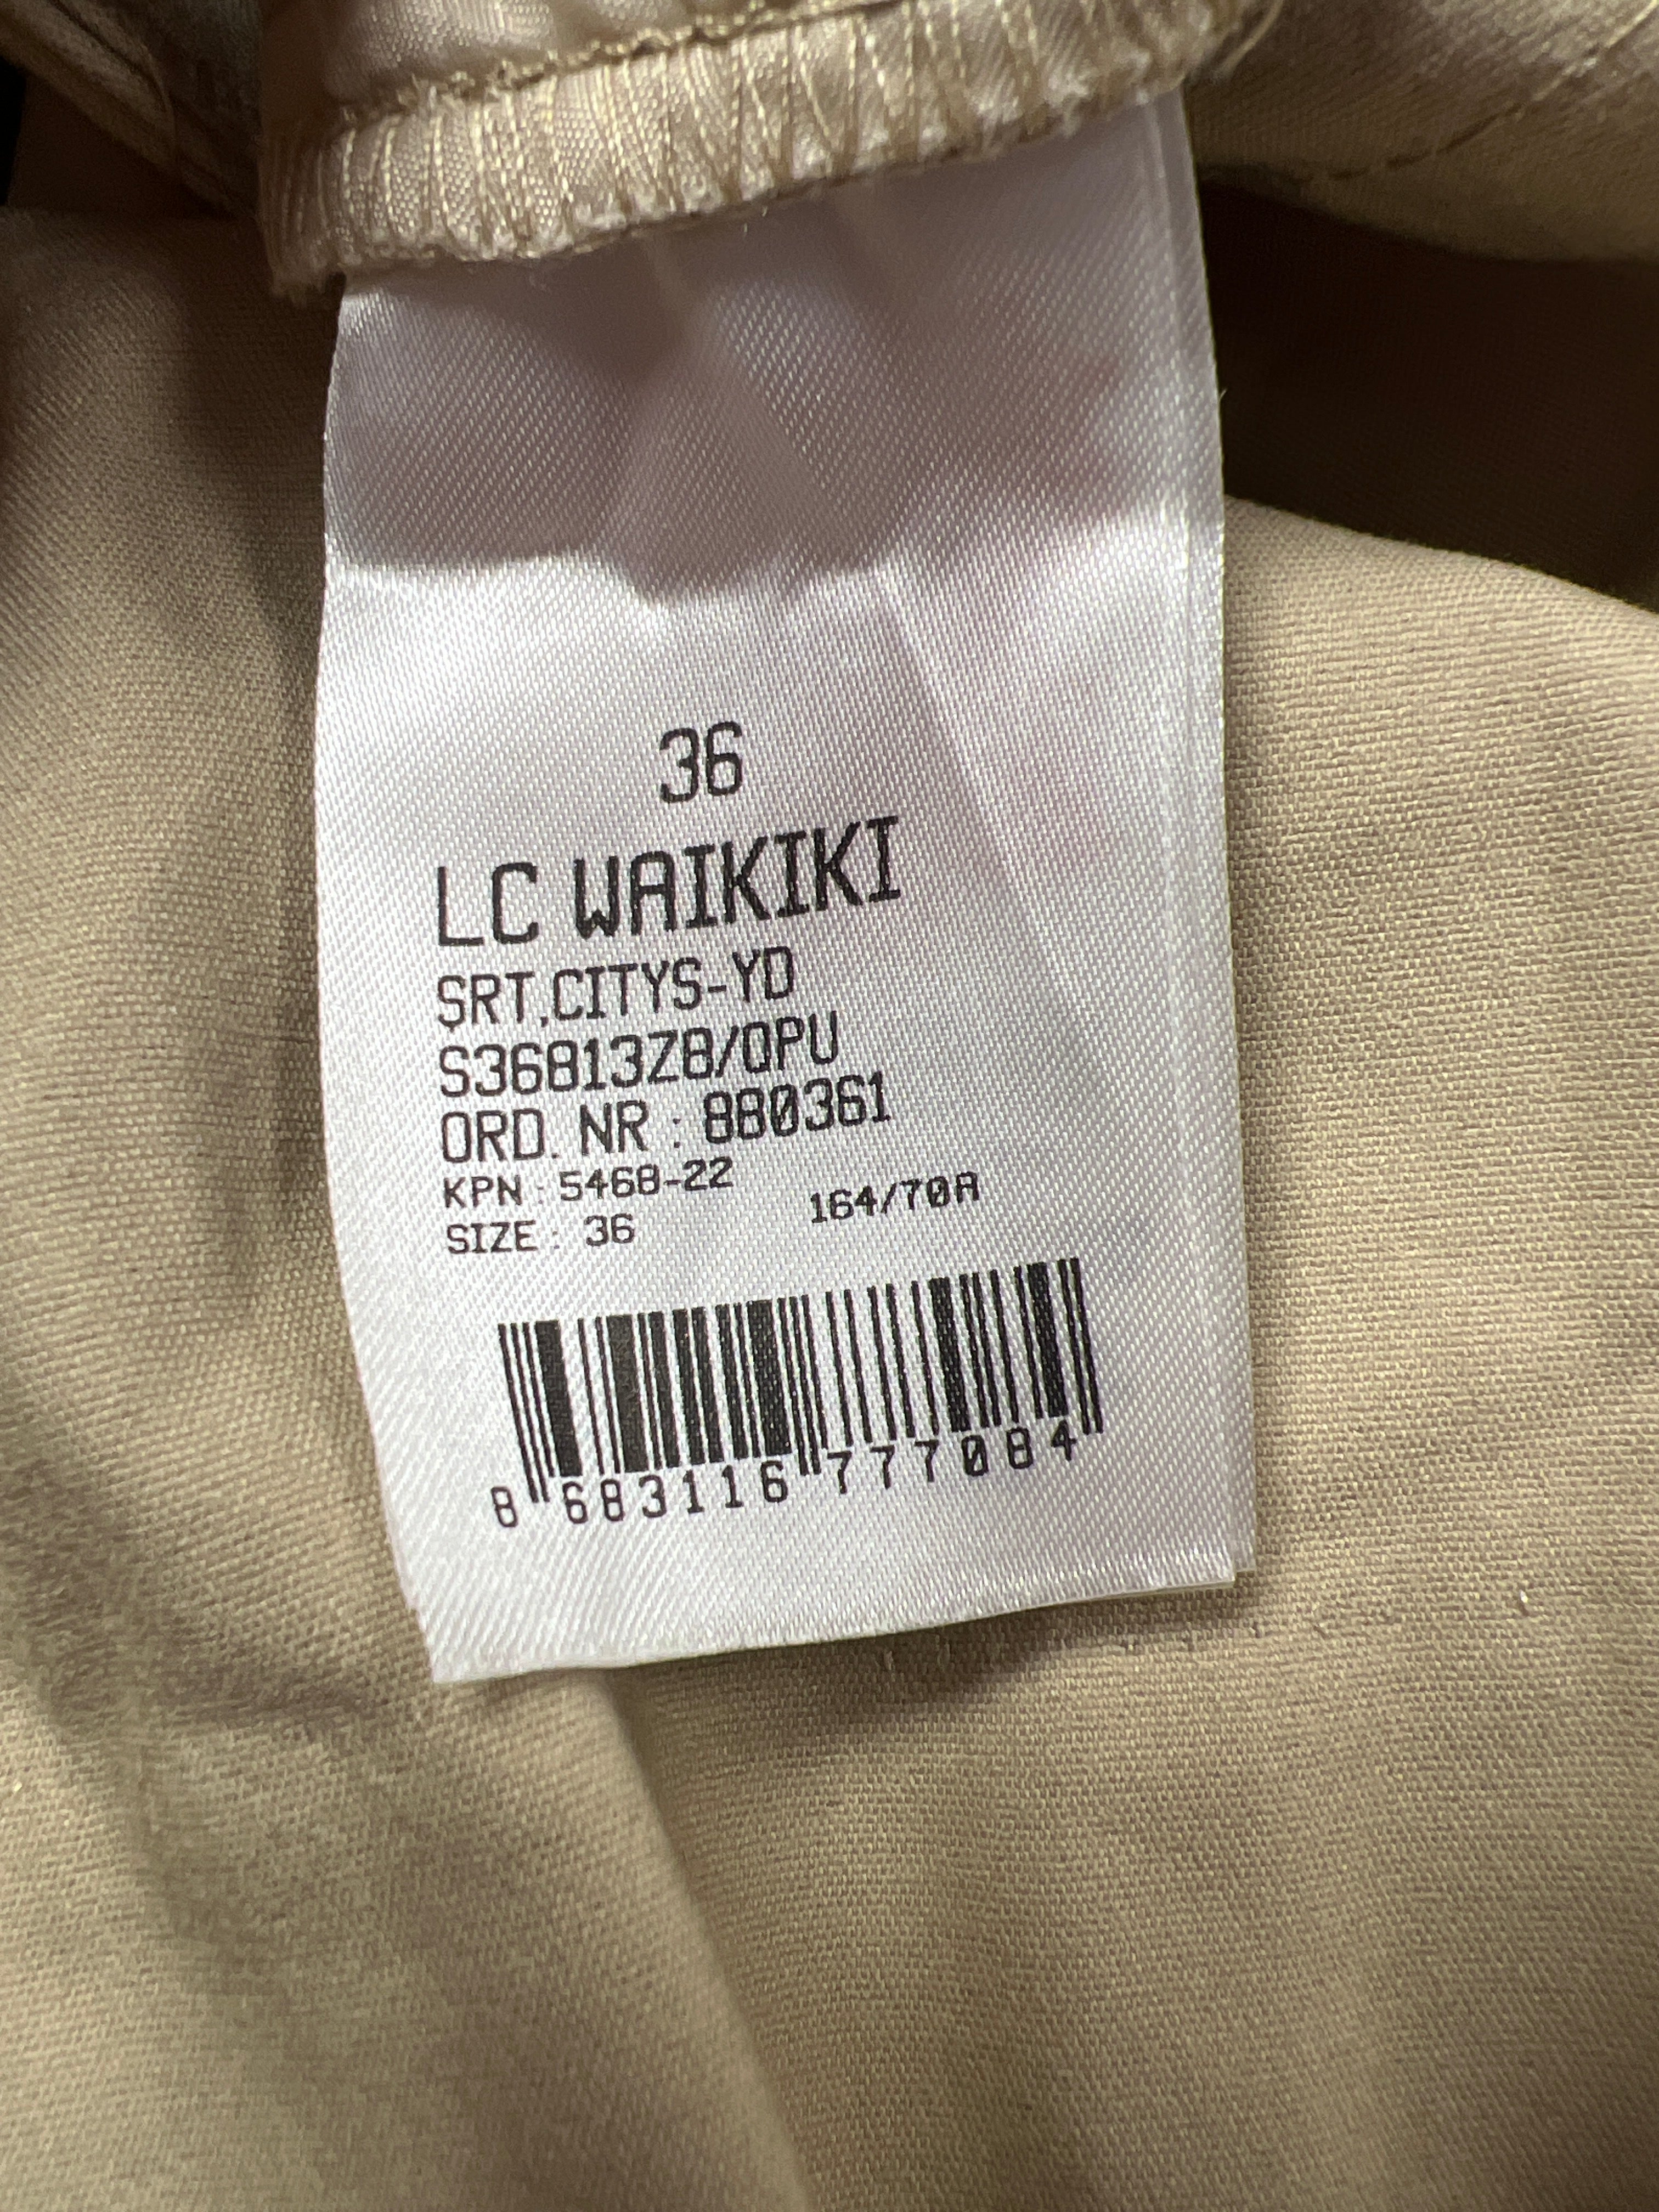 36
LC WAIKIKI
ŞRT,CITYS-YD
S36813Z8/QPU
ORD. NR : 880361
KPN : 5468-22
SIZE : 36 164/70A
8 683116 777084